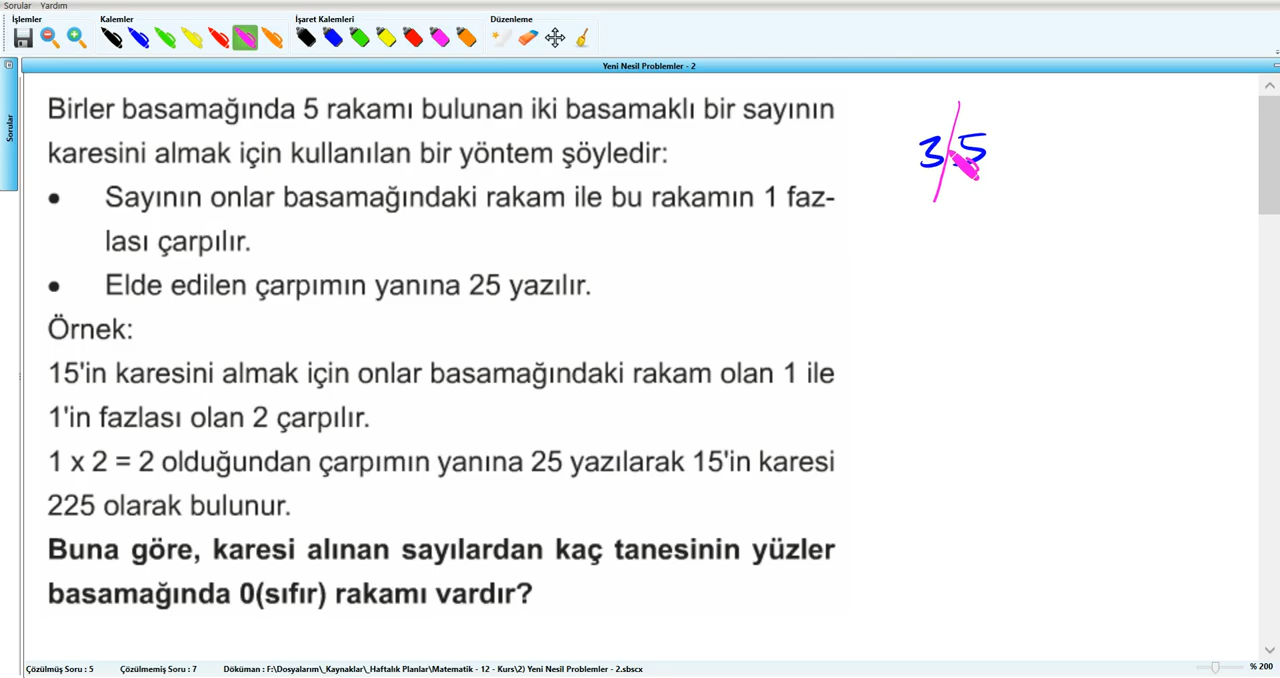 Sorular Yardım
İşlemler Kalemler İşaret Kalemleri Düzenleme
Yeni Nesil Problemler - 2
Sorular
Birler basamağında 5 rakamı bulunan iki basamaklı bir sayının
karesini almak için kullanılan bir yöntem şöyledir:
• Sayının onlar basamağındaki rakam ile bu rakamın 1 faz-
lası çarpılır.
• Elde edilen çarpımın yanına 25 yazılır.
Örnek:
15'in karesini almak için onlar basamağındaki rakam olan 1 ile
1'in fazlası olan 2 çarpılır.
1 x 2 = 2 olduğundan çarpımın yanına 25 yazılarak 15'in karesi
225 olarak bulunur.
Buna göre, karesi alınan sayılardan kaç tanesinin yüzler
basamağında 0(sıfır) rakamı vardır?
3/5
Çözülmüş Soru : 5 Çözülmemiş Soru : 7 Döküman : F:\Dosyalarım\_Kaynaklar\_Haftalık Planlar\Matematik - 12 - Kurs\2) Yeni Nesil Problemler - 2.sbscx % 200